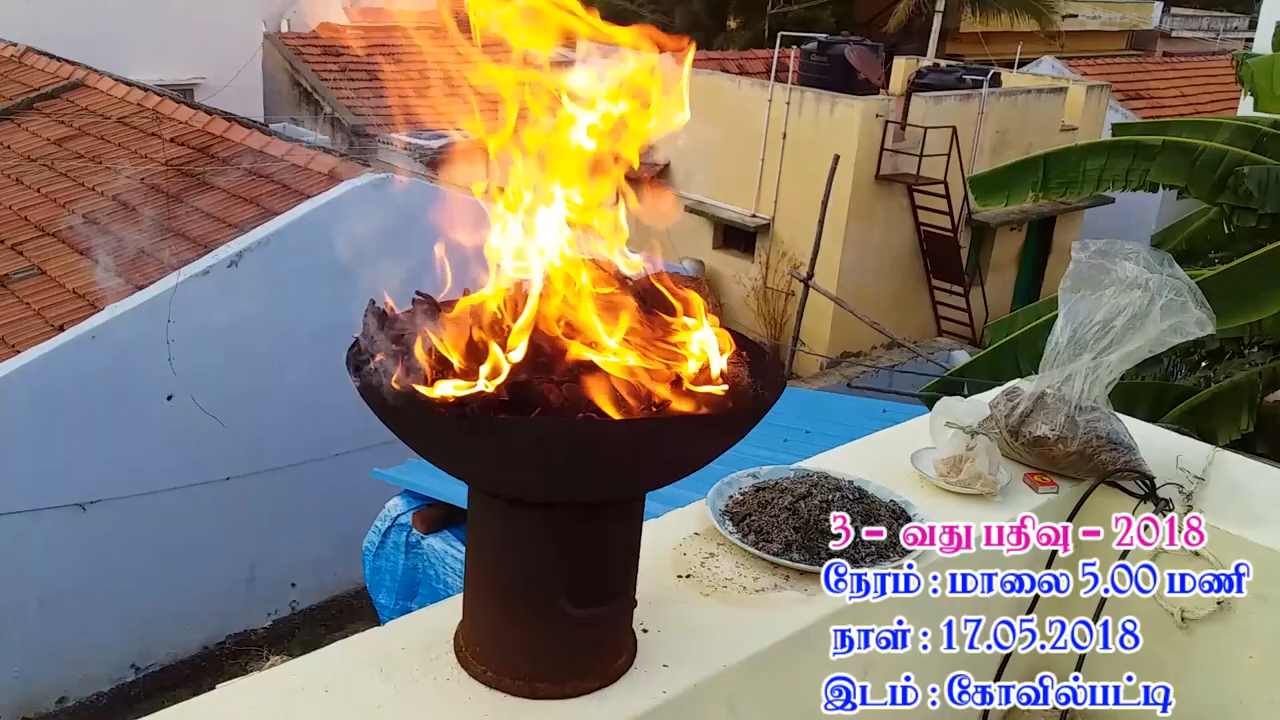 3 - வது பதிவு - 2018
நேரம் : மாலை 5.00 மணி
நாள் : 17.05.2018
இடம் : கோவில்பட்டி